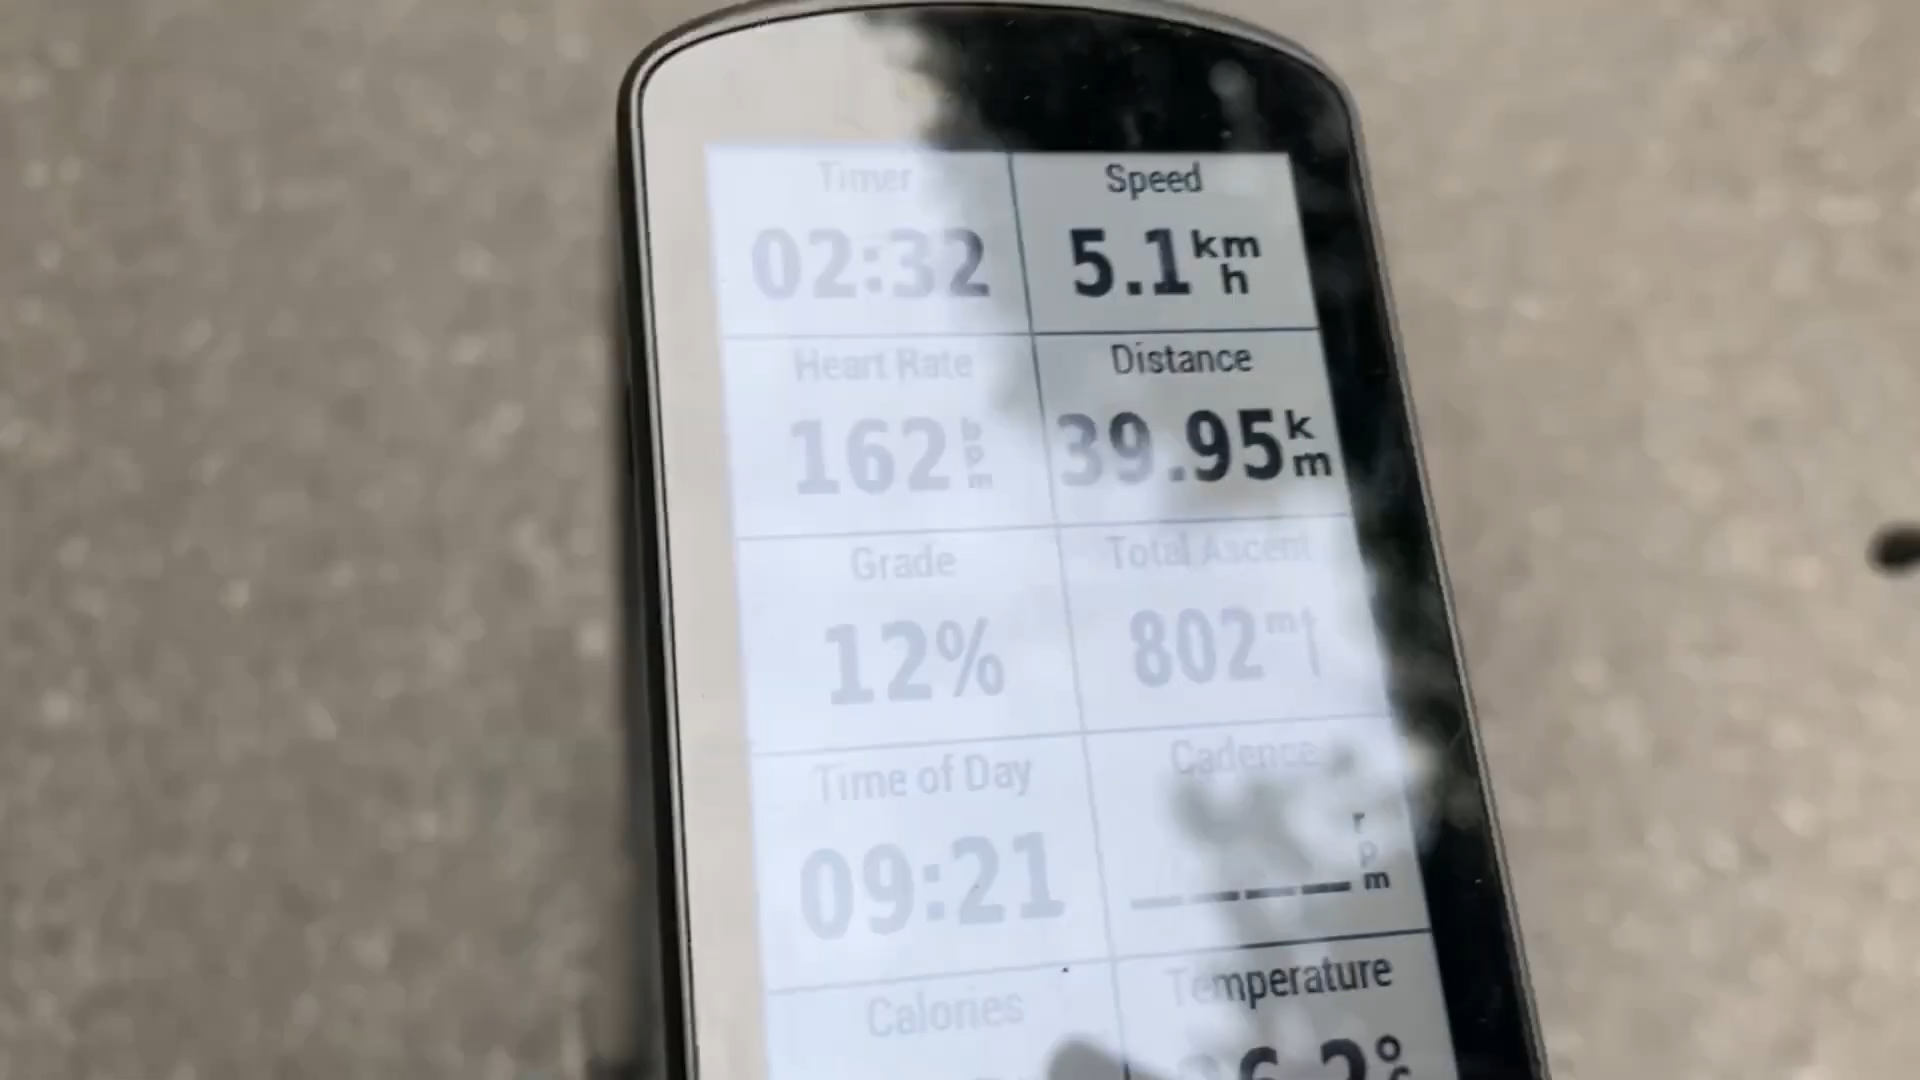 Timer
02:32
Speed
5.1 km/h
Heart Rate
162 bpm
Distance
39.95 km
Grade
12%
Total Ascent
802 m
Time of Day
09:21
Cadence
____ rpm
Calories
Temperature